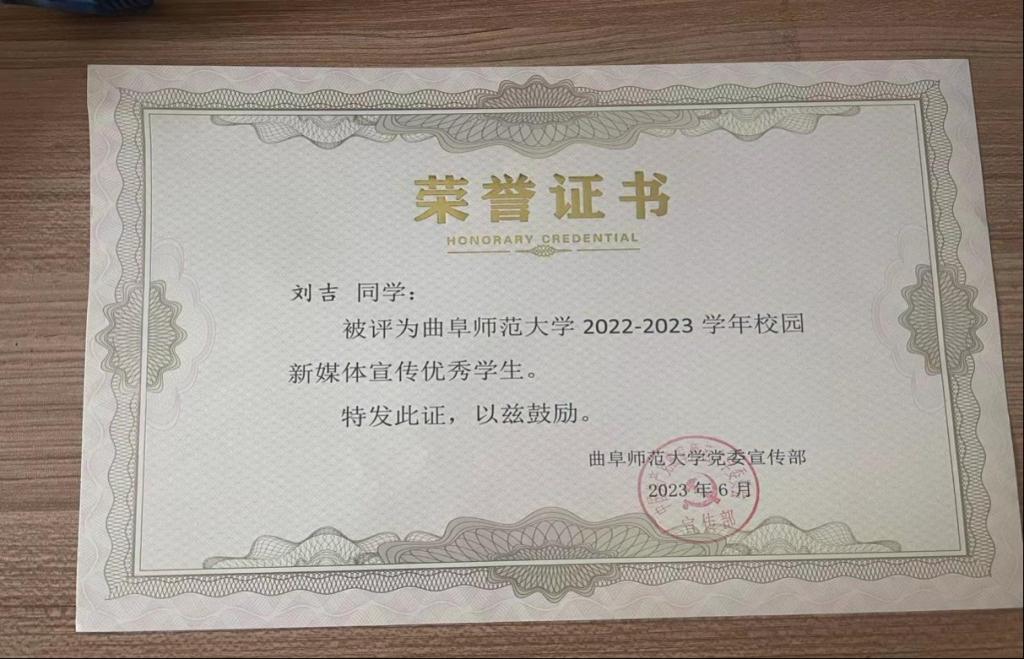 荣誉证书
HONORARY CREDENTIAL
刘吉 同学：
被评为曲阜师范大学 2022-2023 学年校园
新媒体宣传优秀学生。
特发此证，以兹鼓励。
曲阜师范大学党委宣传部
2023 年 6 月
宣传部